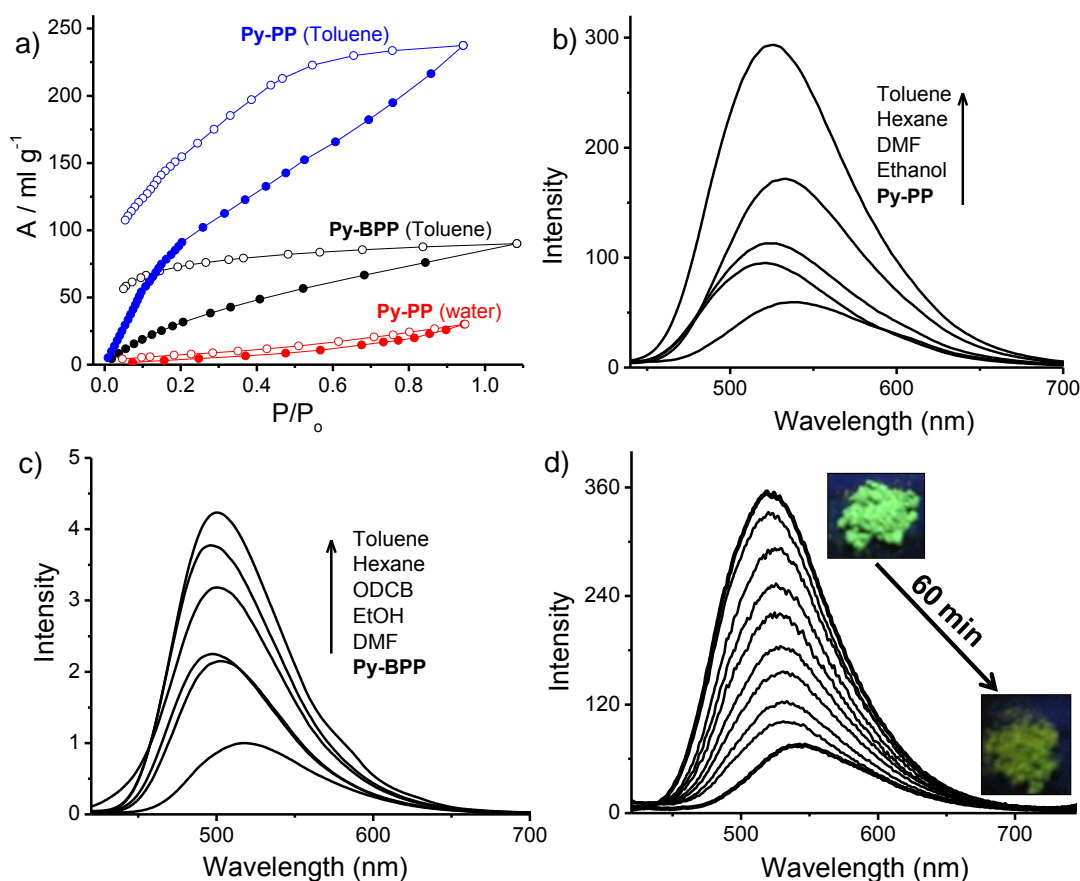 a)
Py-PP (Toluene)
Py-BPP (Toluene)
Py-PP (water)
A / ml g⁻¹
250
200
150
100
50
0
0.0 0.2 0.4 0.6 0.8 1.0
P/Pₒ
b)
Toluene
Hexane
DMF
Ethanol
Py-PP
Intensity
300
200
100
0
500 600 700
Wavelength (nm)
c)
Toluene
Hexane
ODCB
EtOH
DMF
Py-BPP
Intensity
5
4
3
2
1
0
500 600 700
Wavelength (nm)
d)
60 min
Intensity
360
240
120
0
500 600 700
Wavelength (nm)